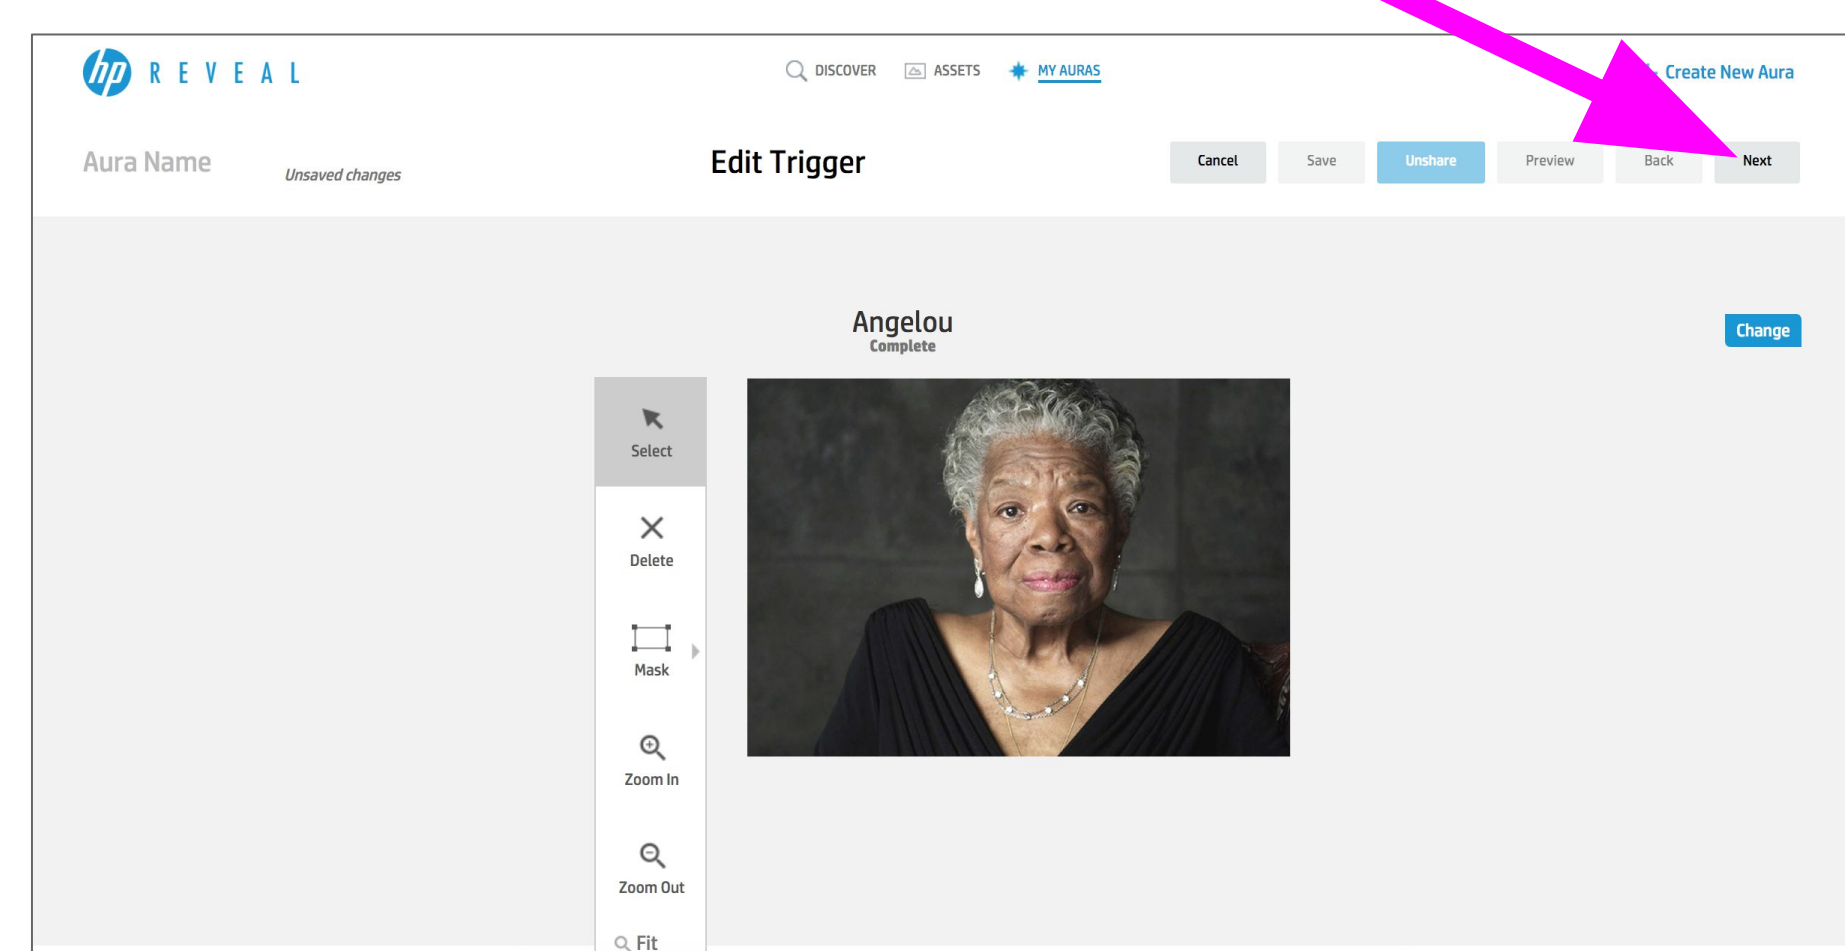 hp REVEAL
DISCOVER ASSETS MY AURAS
Create New Aura
Aura Name Unsaved changes
Edit Trigger
Cancel Save Unshare Preview Back Next
Angelou
Complete
Change
Select
Delete
Mask
Zoom In
Zoom Out
Fit